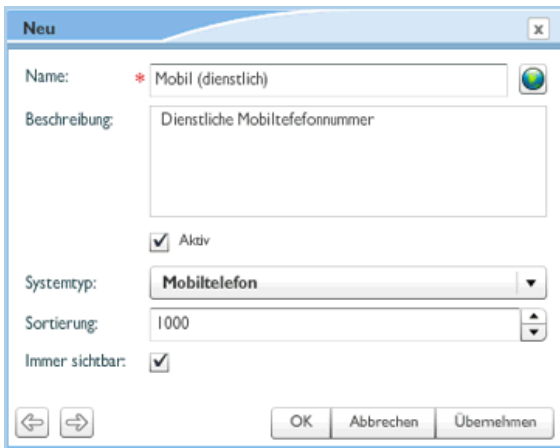 Neu
x
Name: * Mobil (dienstlich)
Beschreibung: Dienstliche Mobiltefefonnummer
Aktiv
Systemtyp: Mobiltelefon
Sortierung: 1000
Immer sichtbar:
OK Abbrechen Übernehmen